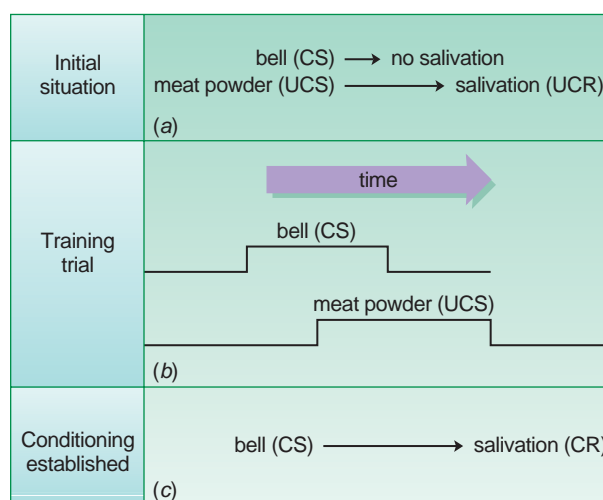 Initial
situation
bell (CS) → no salivation
meat powder (UCS) → salivation (UCR)
(a)
Training
trial
time
bell (CS)
meat powder (UCS)
(b)
Conditioning
established
bell (CS) → salivation (CR)
(c)